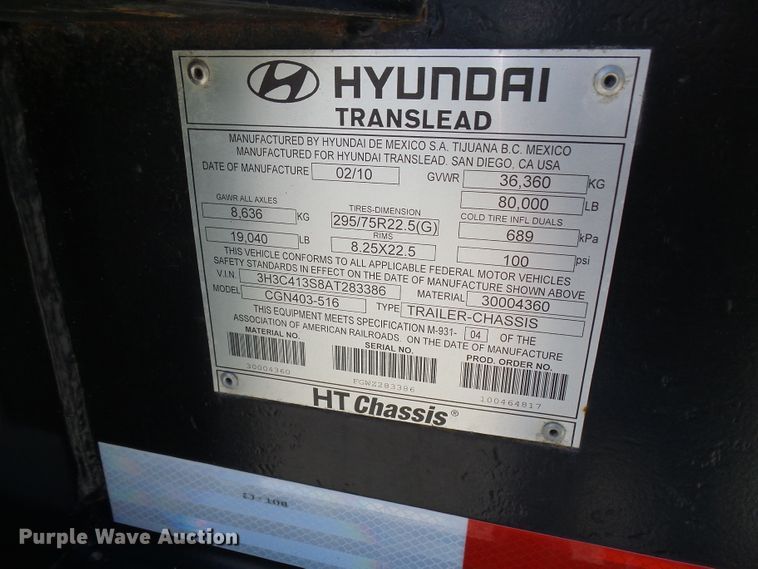 HYUNDAI
TRANSLEAD
MANUFACTURED BY HYUNDAI DE MEXICO S.A. TIJUANA B.C. MEXICO
MANUFACTURED FOR HYUNDAI TRANSLEAD. SAN DIEGO, CA USA
DATE OF MANUFACTURE 02/10 GVWR 36,360 KG
80,000 LB
GAWR ALL AXLES TIRES-DIMENSION COLD TIRE INFL DUALS
8,636 KG 295/75R22.5(G) 689 kPa
RIMS
19,040 LB 8.25X22.5 100 psi
THIS VEHICLE CONFORMS TO ALL APPLICABLE FEDERAL MOTOR VEHICLES
SAFETY STANDARDS IN EFFECT ON THE DATE OF MANUFACTURE SHOWN ABOVE
V.I.N. 3H3C413S8AT283386 MATERIAL 30004360
MODEL CGN403-516 TYPE TRAILER-CHASSIS
THIS EQUIPMENT MEETS SPECIFICATION M-931- 04 OF THE
ASSOCIATION OF AMERICAN RAILROADS. ON THE DATE OF MANUFACTURE
MATERIAL NO. SERIAL NO. PROD. ORDER NO.
30004360 FGWZ283386 100464817
HT Chassis®
DOT-C2
Purple Wave Auction